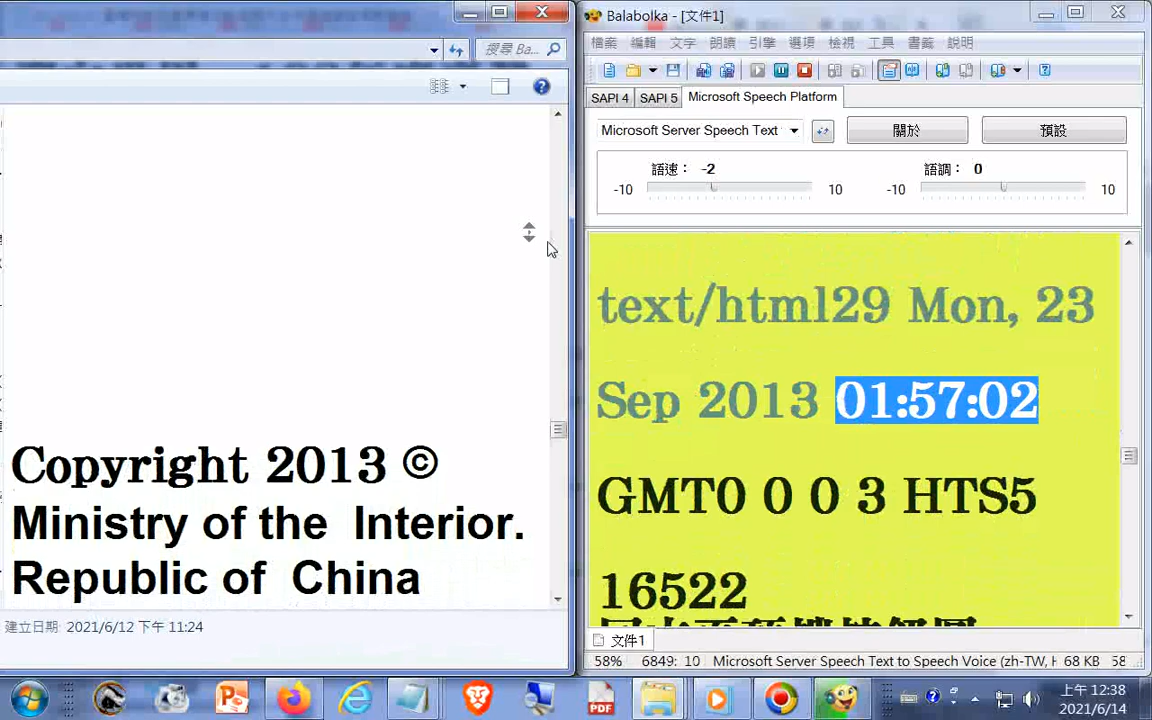 Balabolka - [文件1]
搜尋 Ba...
檔案 編輯 文字 朗讀 引擎 選項 檢視 工具 書籤 說明
SAPI 4 SAPI 5 Microsoft Speech Platform
Microsoft Server Speech Text 關於 預設
語速： -2 語調： 0
-10 10 -10 10
text/html29 Mon, 23
Sep 2013 01:57:02
GMT0 0 0 3 HTS5
16522
Copyright 2013 ©
Ministry of the Interior.
Republic of China
建立日期: 2021/6/12 下午 11:24
文件1
58% 6849: 10 Microsoft Server Speech Text to Speech Voice (zh-TW, H 68 KB 58
PDF
上午 12:38
2021/6/14